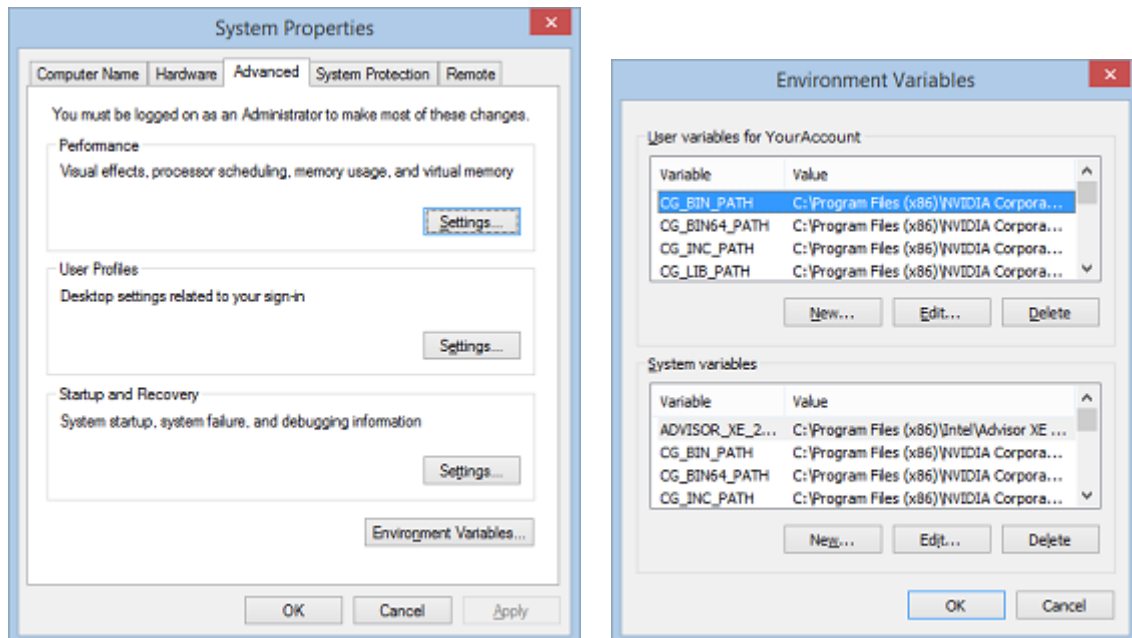 System Properties
Computer Name Hardware Advanced System Protection Remote
You must be logged on as an Administrator to make most of these changes.
Performance
Visual effects, processor scheduling, memory usage, and virtual memory
Settings...
User Profiles
Desktop settings related to your sign-in
Settings...
Startup and Recovery
System startup, system failure, and debugging information
Settings...
Environment Variables...
OK Cancel Apply
Environment Variables
User variables for YourAccount
Variable Value
CG_BIN_PATH C:\Program Files (x86)\NVIDIA Corpora...
CG_BIN64_PATH C:\Program Files (x86)\NVIDIA Corpora...
CG_INC_PATH C:\Program Files (x86)\NVIDIA Corpora...
CG_LIB_PATH C:\Program Files (x86)\NVIDIA Corpora...
New... Edit... Delete
System variables
Variable Value
ADVISOR_XE_2... C:\Program Files (x86)\Intel\Advisor XE ...
CG_BIN_PATH C:\Program Files (x86)\NVIDIA Corpora...
CG_BIN64_PATH C:\Program Files (x86)\NVIDIA Corpora...
CG_INC_PATH C:\Program Files (x86)\NVIDIA Corpora...
New... Edit... Delete
OK Cancel